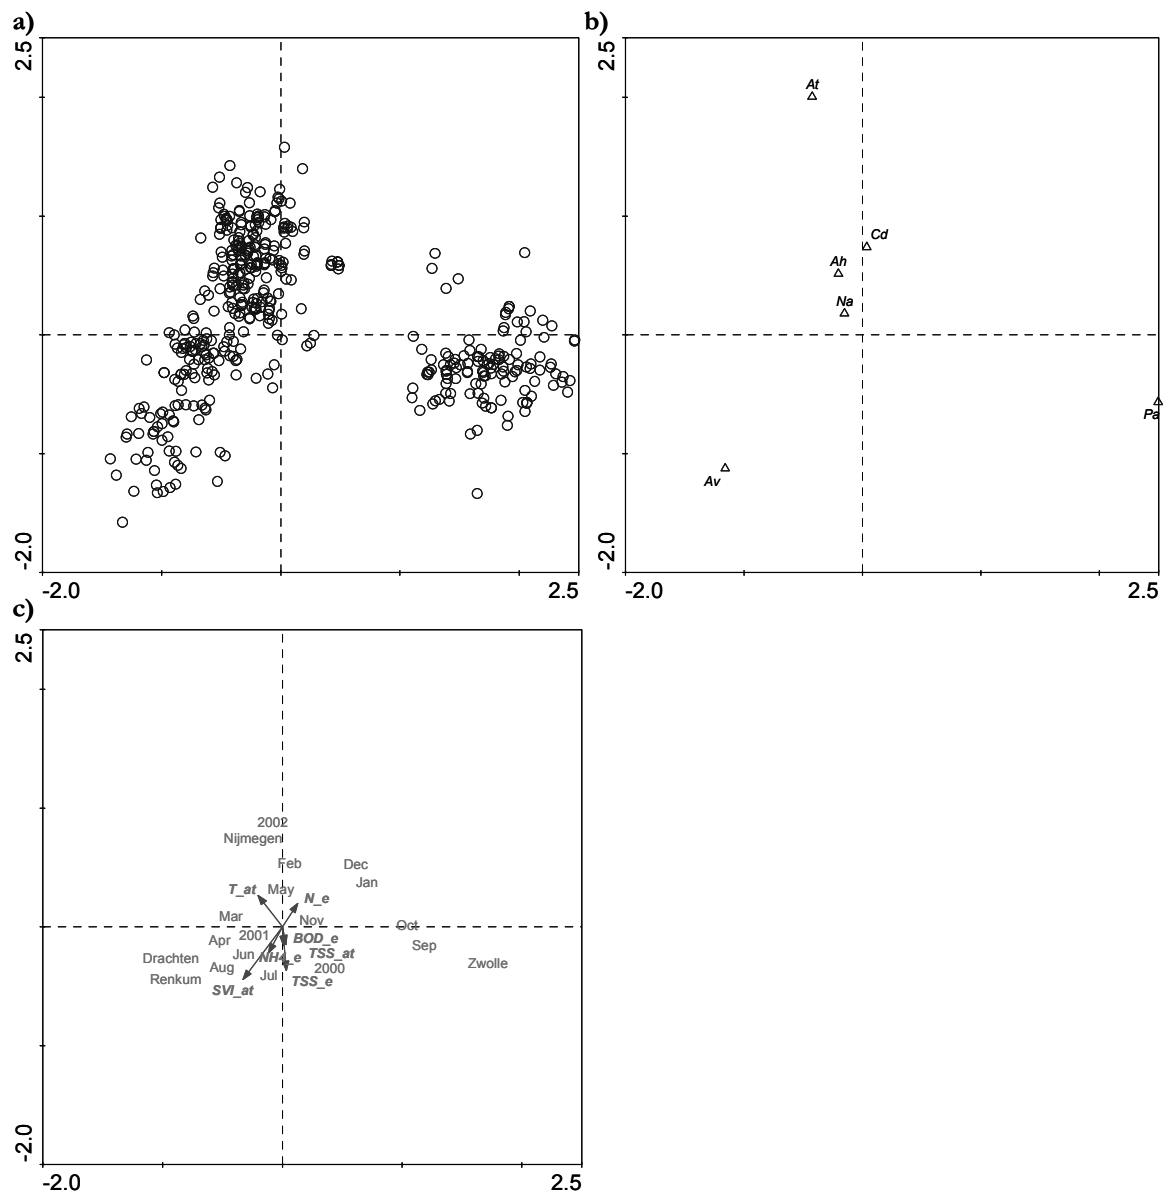 a)
2.5
-2.0
-2.0
2.5
b)
2.5
At
Cd
Ah
Na
Pa
Av
-2.0
-2.0
2.5
c)
2.5
2002
Nijmegen
Feb
Dec
Jan
T_at
May
N_e
Mar
Nov
Oct
Apr
2001
BOD_e
Sep
Drachten
Jun
NH4_e
TSS_at
Zwolle
Aug
Jul
2000
Renkum
SVI_at
TSS_e
-2.0
-2.0
2.5